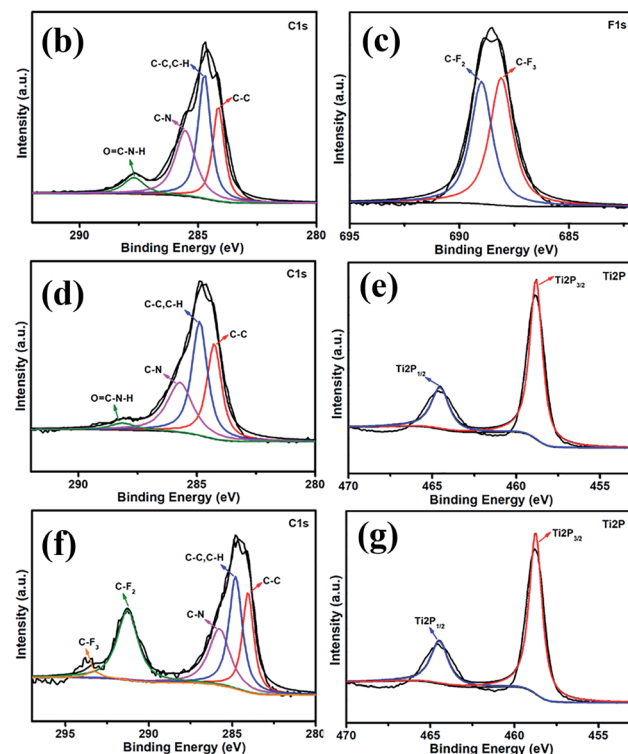 (b)
C1s
C-C,C-H
C-C
C-N
O=C-N-H
Intensity (a.u.)
290 285 280
Binding Energy (eV)
(c)
F1s
C-F2
C-F3
Intensity (a.u.)
695 690 685
Binding Energy (eV)
(d)
C1s
C-C,C-H
C-C
C-N
O=C-N-H
Intensity (a.u.)
290 285 280
Binding Energy (eV)
(e)
Ti2P
Ti2P3/2
Ti2P1/2
Intensity (a.u.)
470 465 460 455
Binding Energy (eV)
(f)
C1s
C-C,C-H
C-F2
C-C
C-N
C-F3
Intensity (a.u.)
295 290 285 280
Binding Energy (eV)
(g)
Ti2P
Ti2P3/2
Ti2P1/2
Intensity (a.u.)
470 465 460 455
Binding Energy (eV)